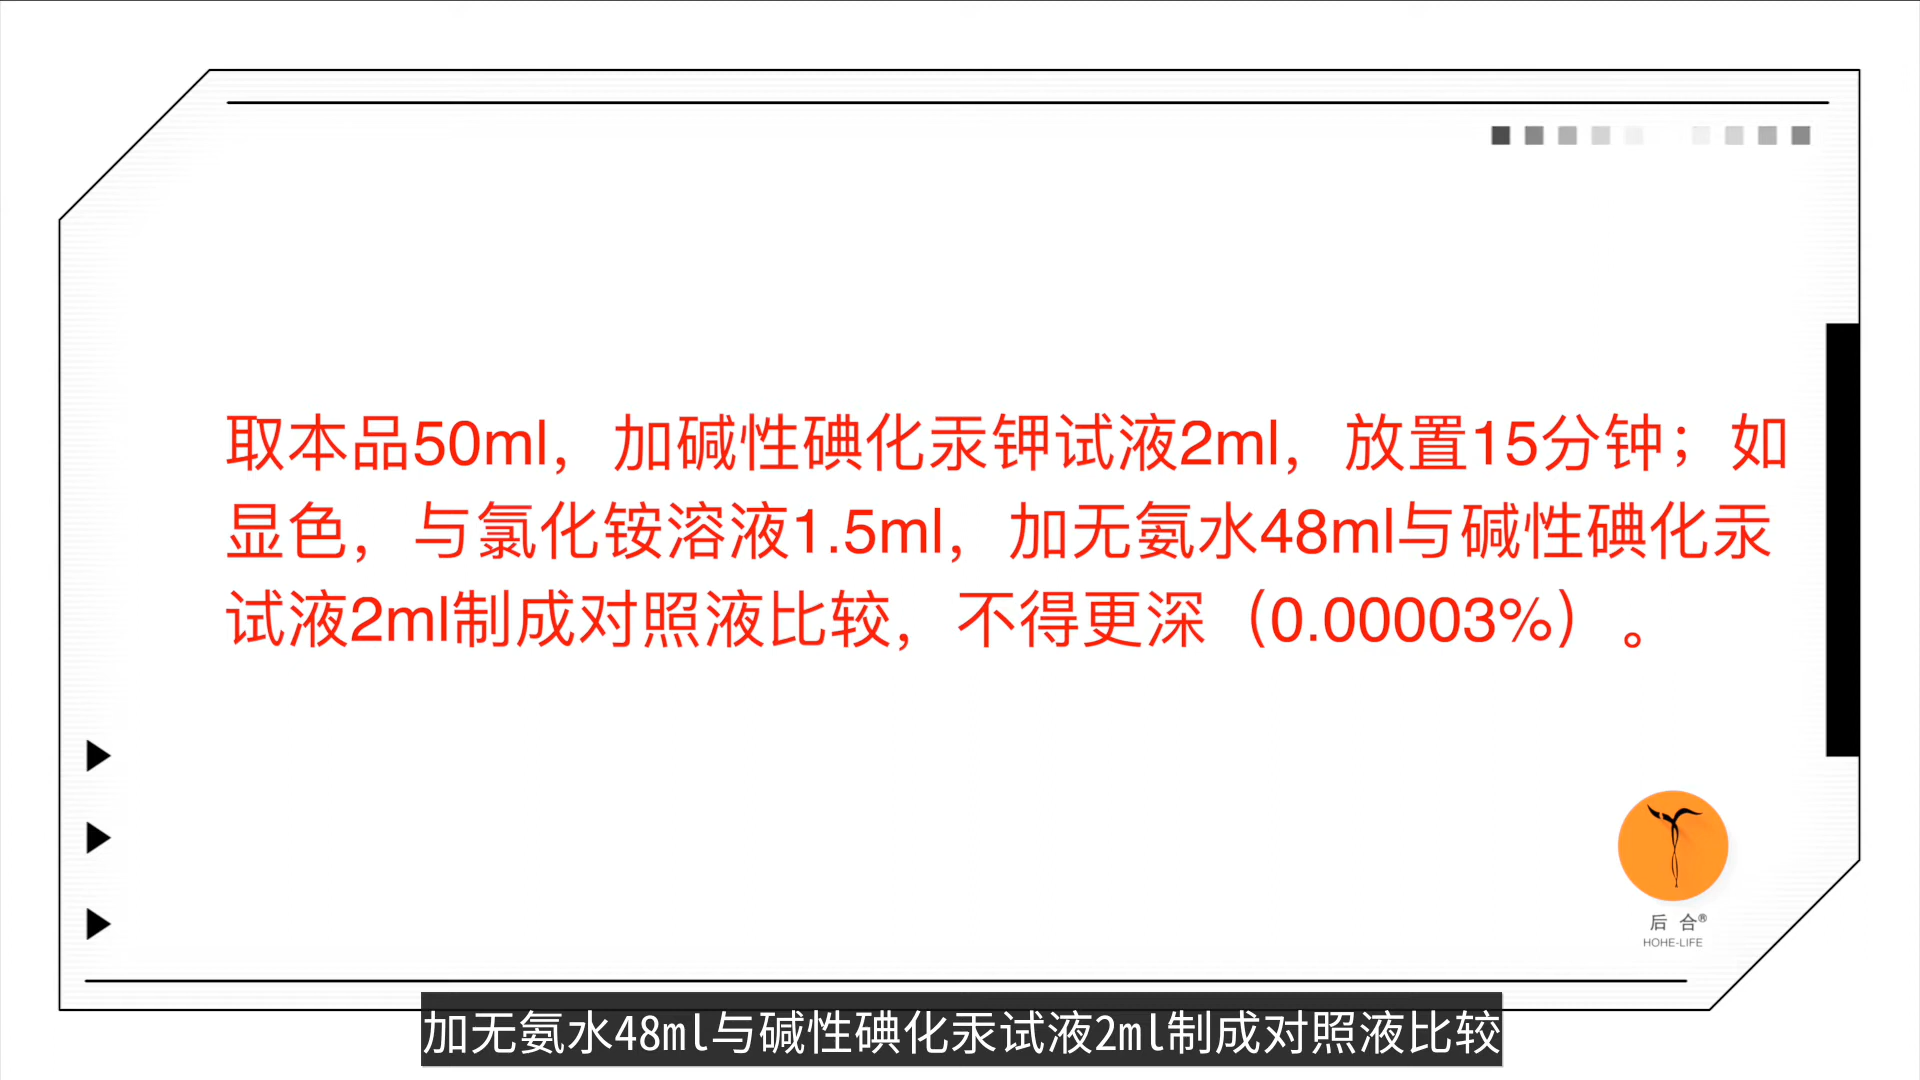 取本品50ml，加碱性碘化汞钾试液2ml，放置15分钟；如
显色，与氯化铵溶液1.5ml，加无氨水48ml与碱性碘化汞
试液2ml制成对照液比较，不得更深（0.00003%）。
后 合®
HOHE-LIFE
加无氨水48ml与碱性碘化汞试液2ml制成对照液比较